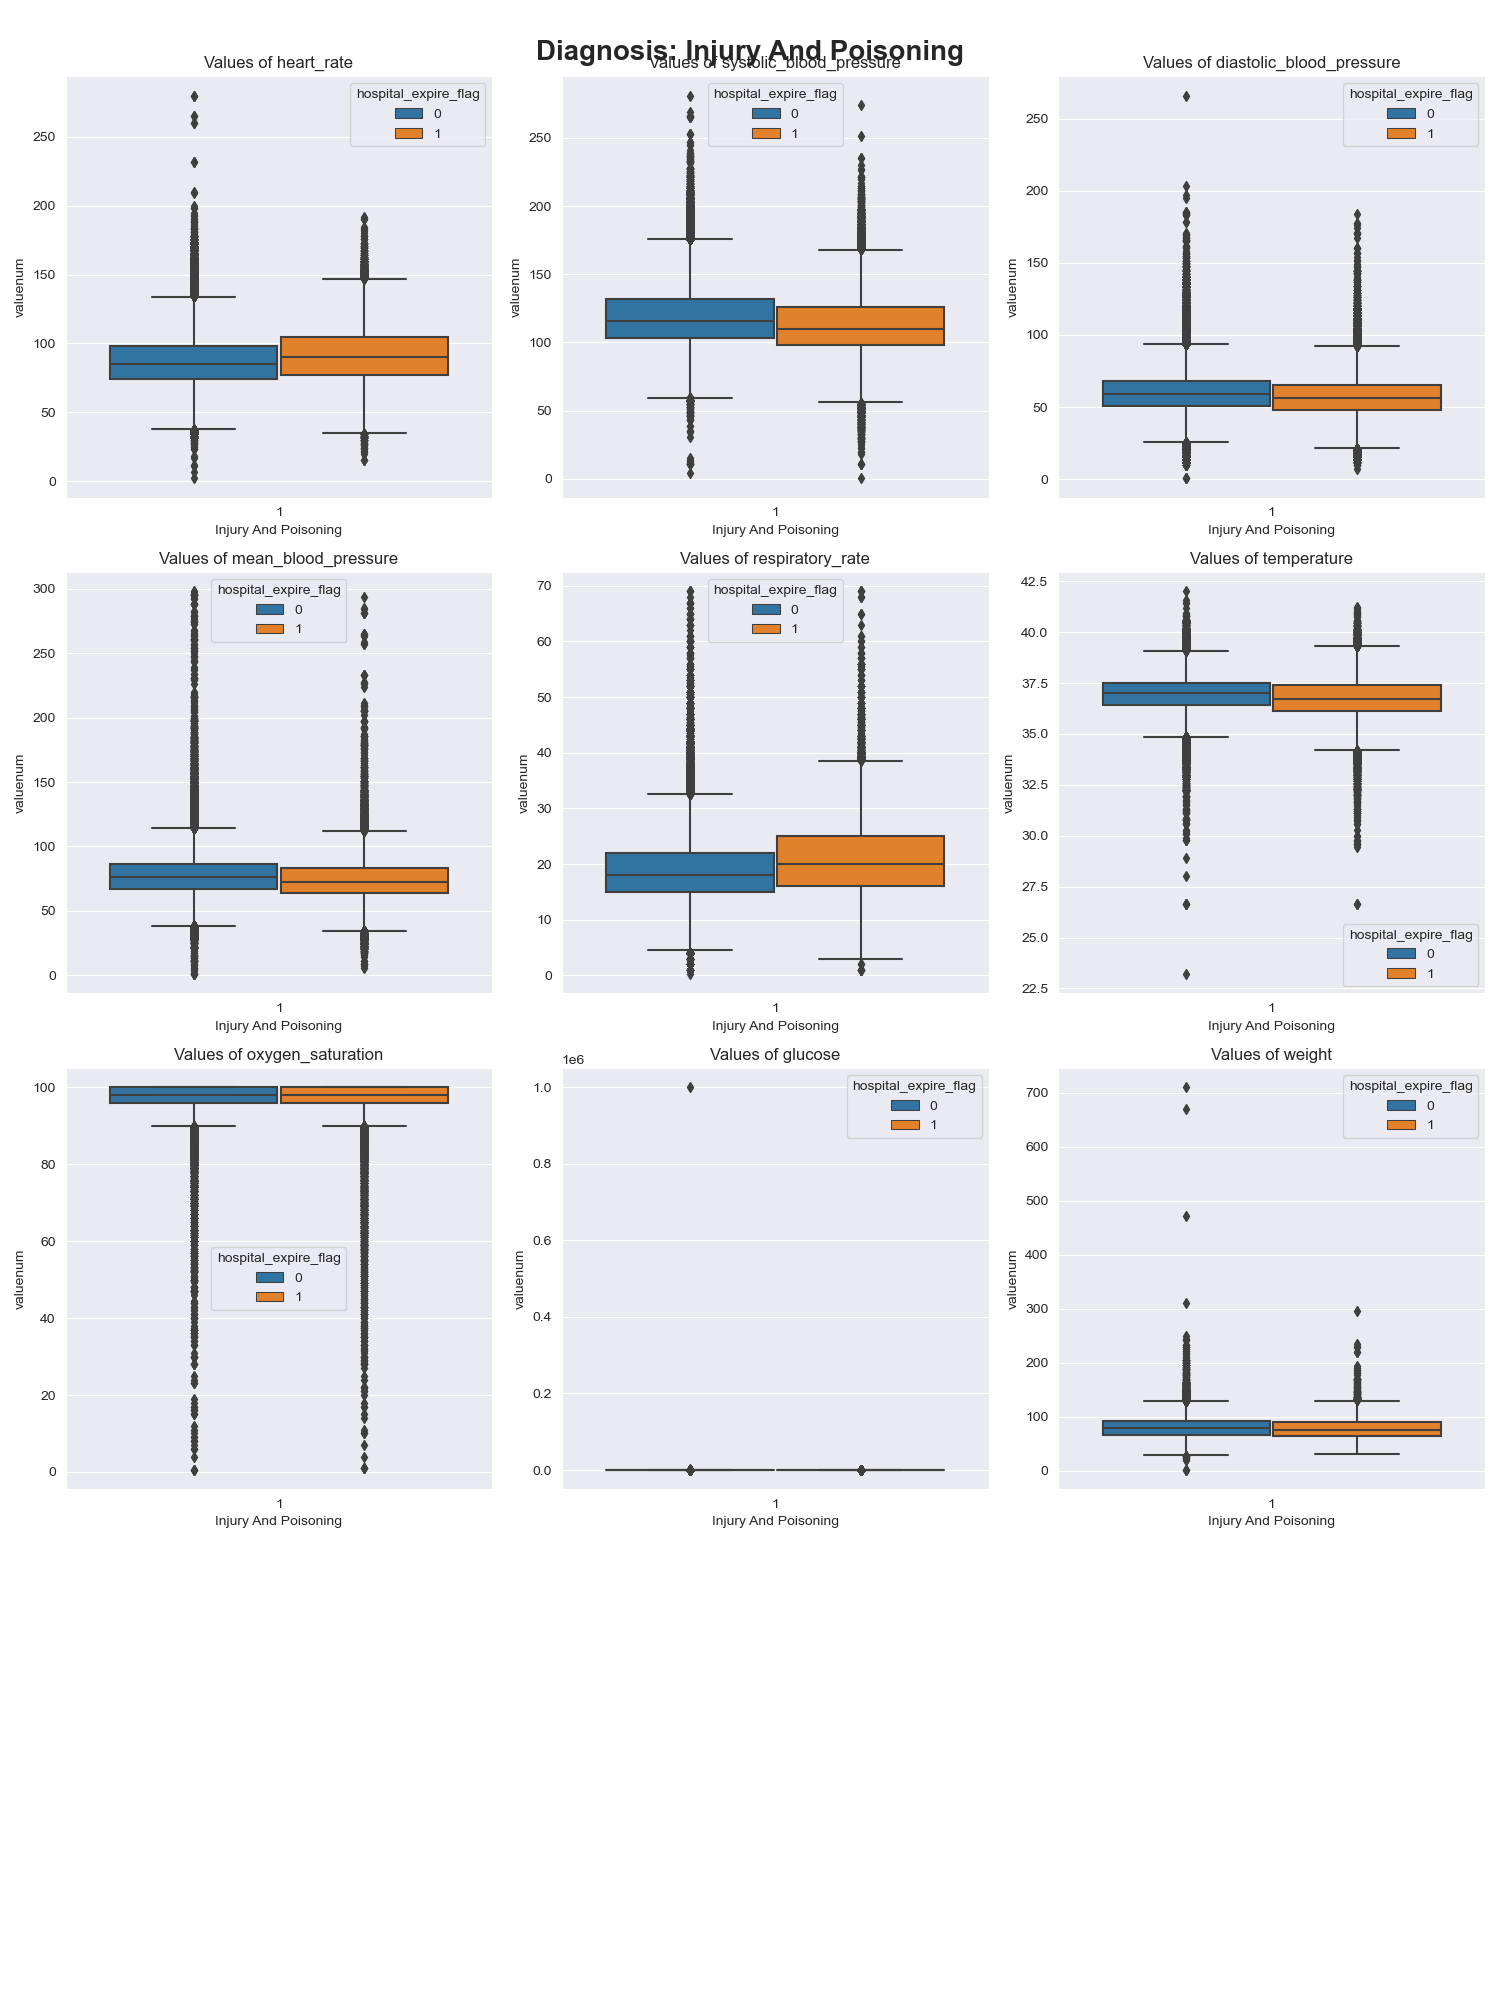 Diagnosis: Injury And Poisoning
Values of heart_rate
Values of systolic_blood_pressure
Values of diastolic_blood_pressure
hospital_expire_flag
0
1
hospital_expire_flag
0
1
hospital_expire_flag
0
1
valuenum
250
200
150
100
50
0
valuenum
250
200
150
100
50
0
valuenum
250
200
150
100
50
0
1
1
1
Injury And Poisoning
Injury And Poisoning
Injury And Poisoning
Values of mean_blood_pressure
Values of respiratory_rate
Values of temperature
hospital_expire_flag
0
1
hospital_expire_flag
0
1
hospital_expire_flag
0
1
valuenum
300
250
200
150
100
50
0
valuenum
70
60
50
40
30
20
10
0
valuenum
42.5
40.0
37.5
35.0
32.5
30.0
27.5
25.0
22.5
1
1
1
Injury And Poisoning
Injury And Poisoning
Injury And Poisoning
Values of oxygen_saturation
1e6
Values of glucose
Values of weight
hospital_expire_flag
0
1
hospital_expire_flag
0
1
hospital_expire_flag
0
1
valuenum
100
80
60
40
20
0
valuenum
1.0
0.8
0.6
0.4
0.2
0.0
valuenum
700
600
500
400
300
200
100
0
1
1
1
Injury And Poisoning
Injury And Poisoning
Injury And Poisoning